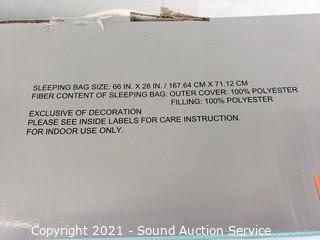 SLEEPING BAG SIZE: 66 IN. X 28 IN. / 167.64 CM X 71.12 CM
FIBER CONTENT OF SLEEPING BAG: OUTER COVER: 100% POLYESTER
FILLING: 100% POLYESTER
EXCLUSIVE OF DECORATION
PLEASE SEE INSIDE LABELS FOR CARE INSTRUCTION.
FOR INDOOR USE ONLY.
Copyright 2021 - Sound Auction Service